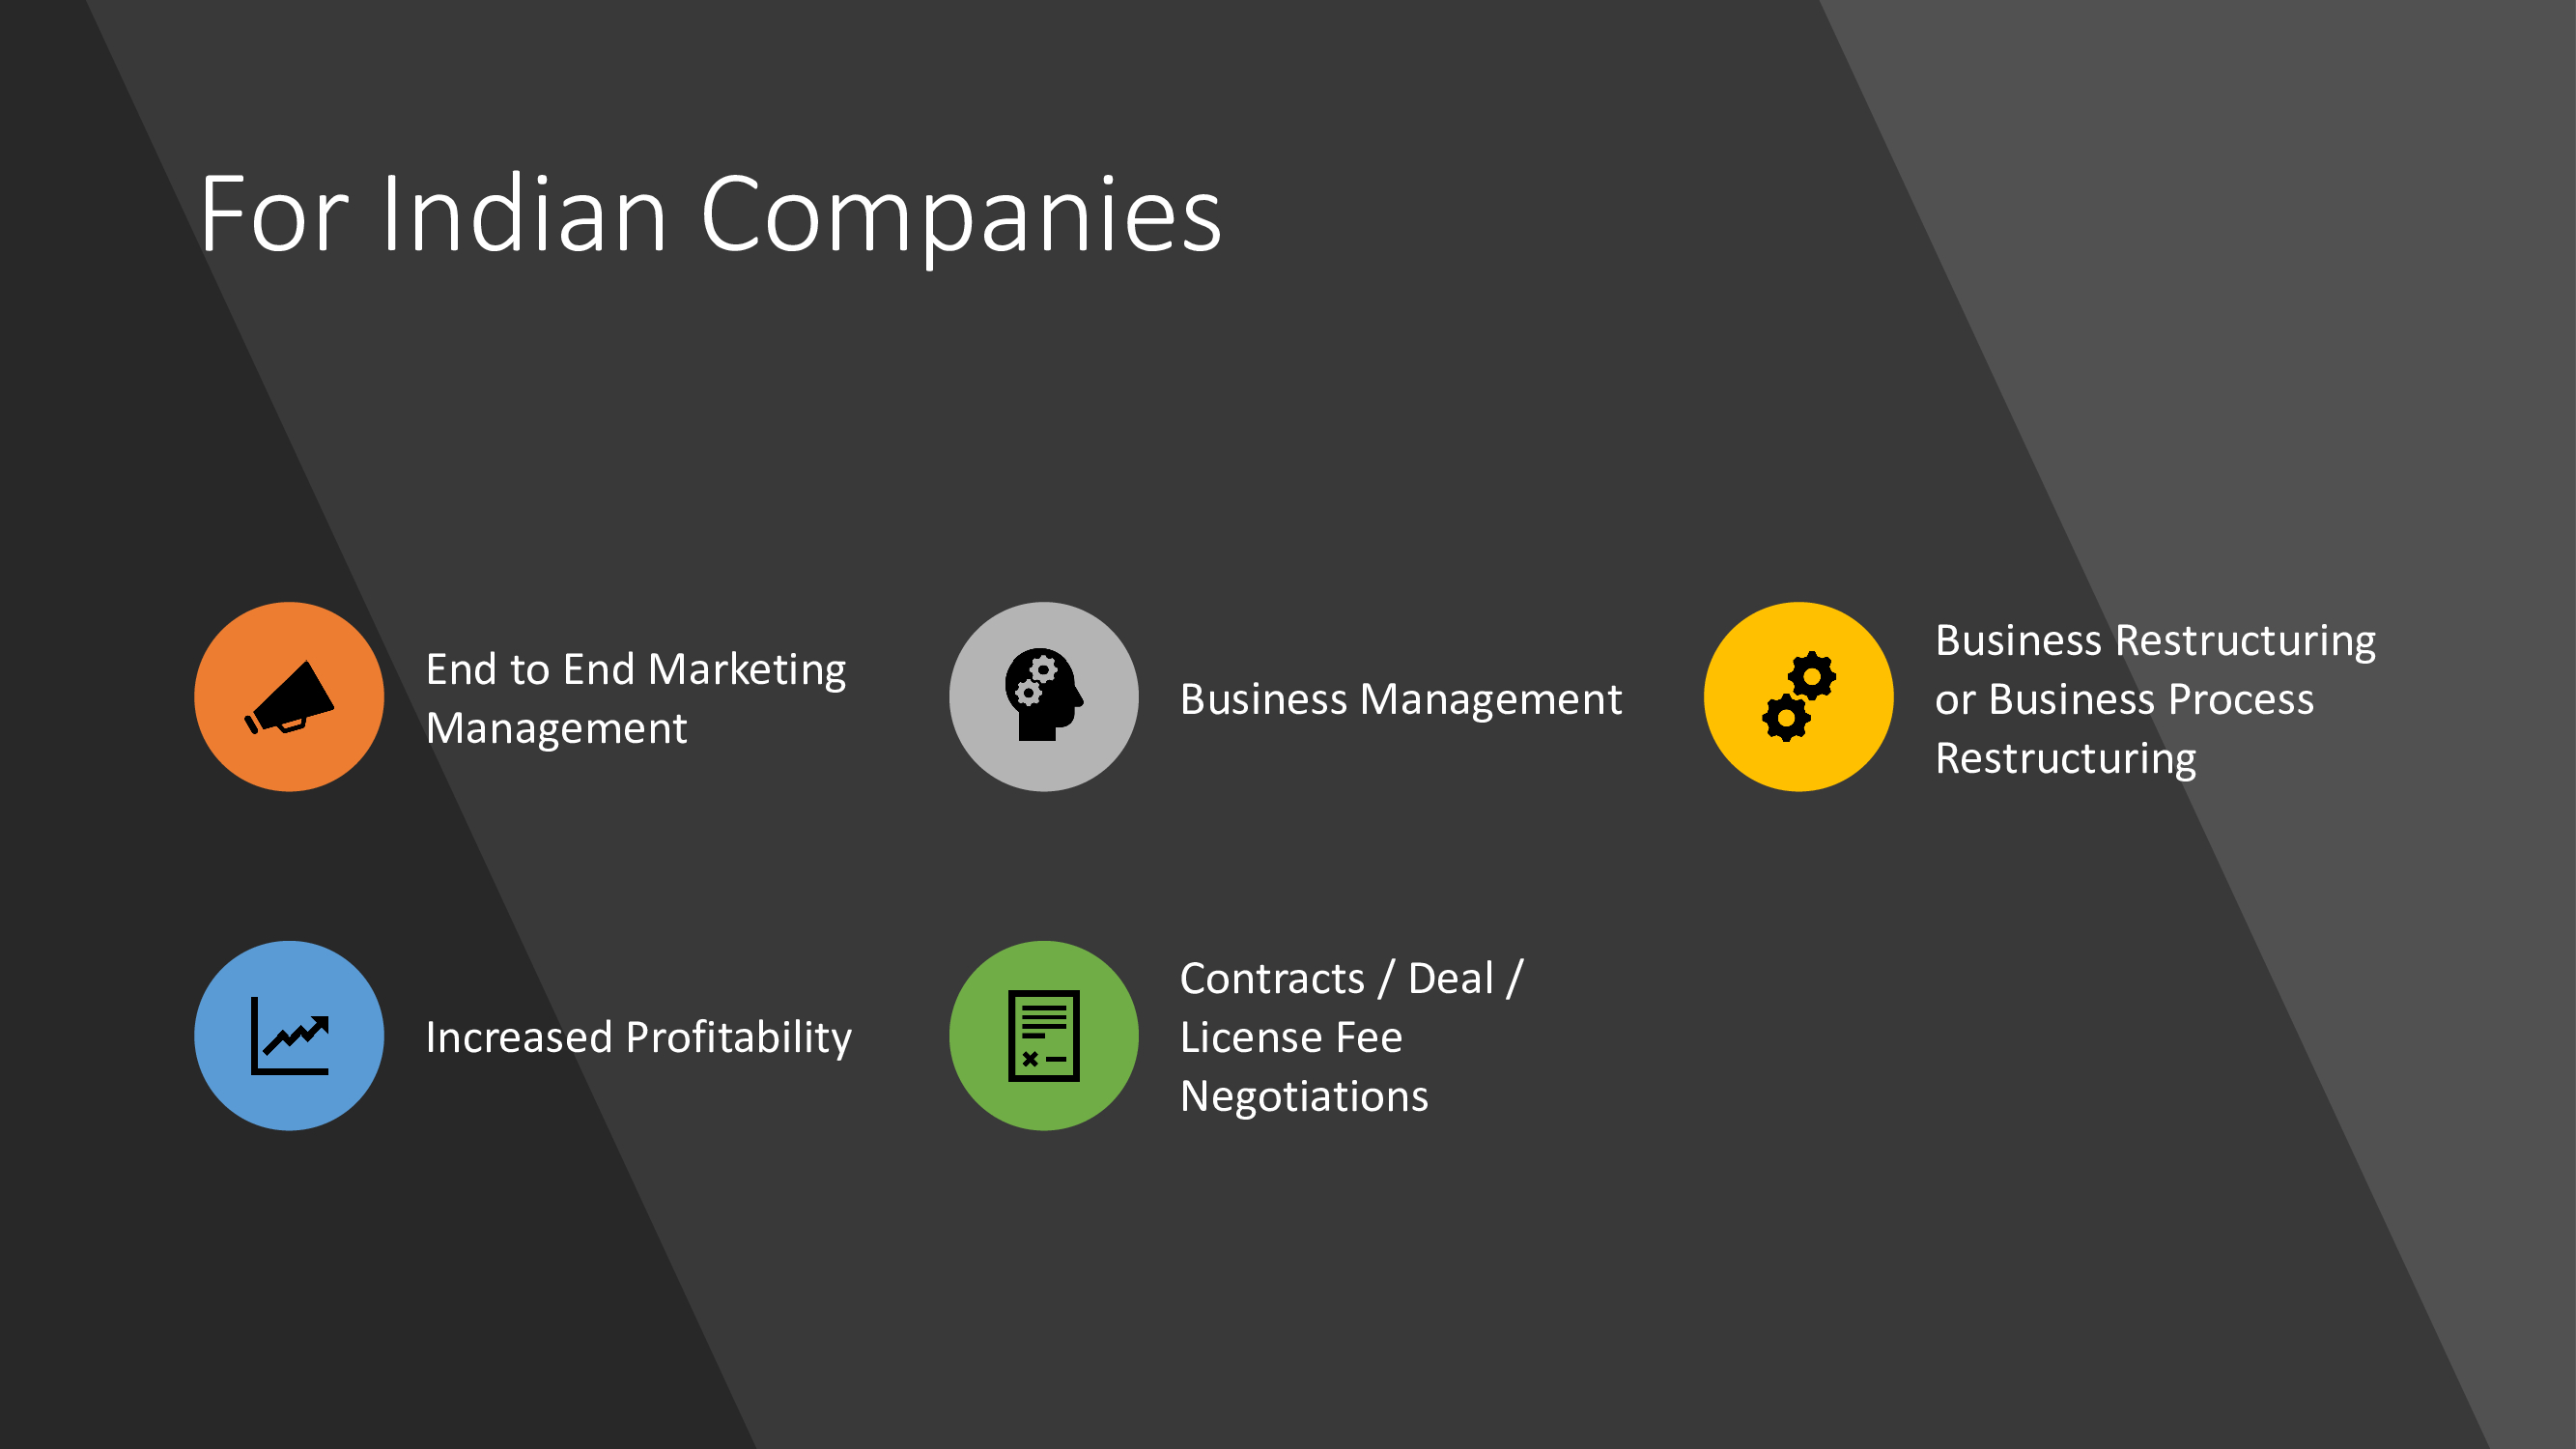 For Indian Companies
End to End Marketing
Management
Business Management
Business Restructuring
or Business Process
Restructuring
Increased Profitability
Contracts / Deal /
License Fee
Negotiations